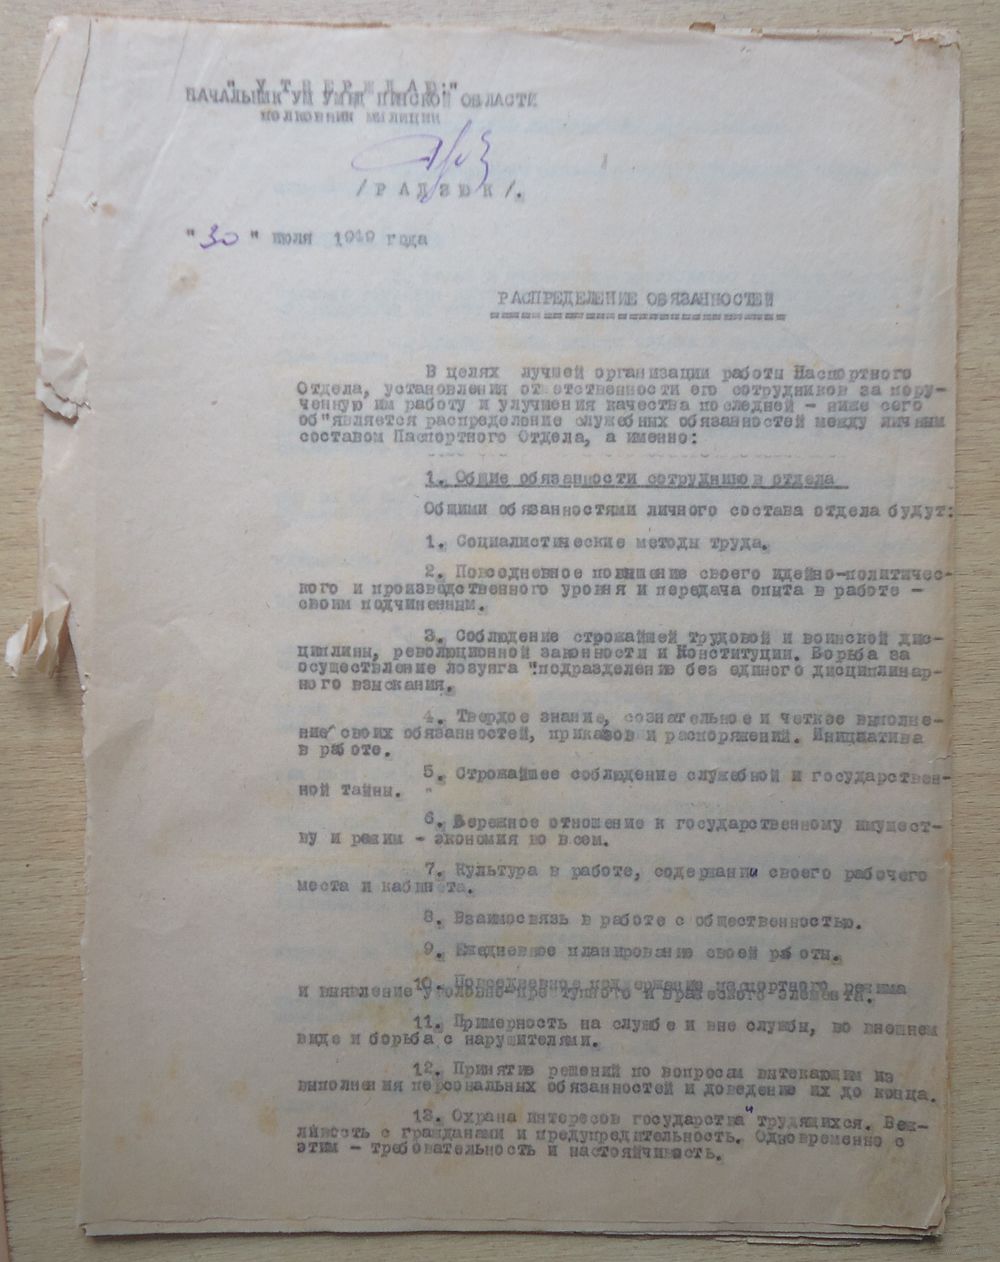 "УТВЕРЖДАЮ:"
НАЧАЛЬНИК УМ УМВД ПИНСКОЙ ОБЛАСТИ
ПОЛКОВНИК МИЛИЦИИ
/РАДЗЮК/.
"30" июля 1949 года
РАСПРЕДЕЛЕНИЕ ОБЯЗАННОСТЕЙ
В целях лучшей организации работы Паспортного
Отдела, установления ответственности его сотрудников за пору-
ченную им работу и улучшения качества последней - ниже сего
об"является распределение служебных обязанностей между личным
составом Паспортного Отдела, а именно:
1. Общие обязанности сотрудников отдела
Общими обязанностями личного состава отдела будут:
1. Социалистические методы труда.
2. Повседневное повышение своего идейно-политичес-
кого и производственного уровня и передача опыта в работе -
своим подчиненным.
3. Соблюдение строжайшей трудовой и воинской дис-
циплины, революционной законности и Конституции. Борьба за
осуществление лозунга "подразделение без единого дисциплинар-
ного взыскания.
4. Твердое знание, сознательное и четкое выполне-
ние своих обязанностей, приказов и распоряжений. Инициатива
в работе.
5. Строжайшее соблюдение служебной и государствен-
ной тайны.
6. Бережное отношение к государственному имущест-
ву и режим - экономия во всем.
7. Культура в работе, содержании своего рабочего
места и кабинета.
8. Взаимосвязь в работе с общественностью.
9. Ежедневное планирование своей работы.
10. Повседневное поддержание паспортного режима
и выявление уголовно-преступного и вражеского элемента.
11. Примерность на службе и вне службы, во внешнем
виде и борьба с нарушителями.
12. Принятие решений по вопросам вытекающим из
выполнения персональных обязанностей и доведение их до конца.
13. Охрана интересов государства и трудящихся. Веж-
ливость с гражданами и предупредительность. Одновременно с
этим - требовательность и настойчивость.